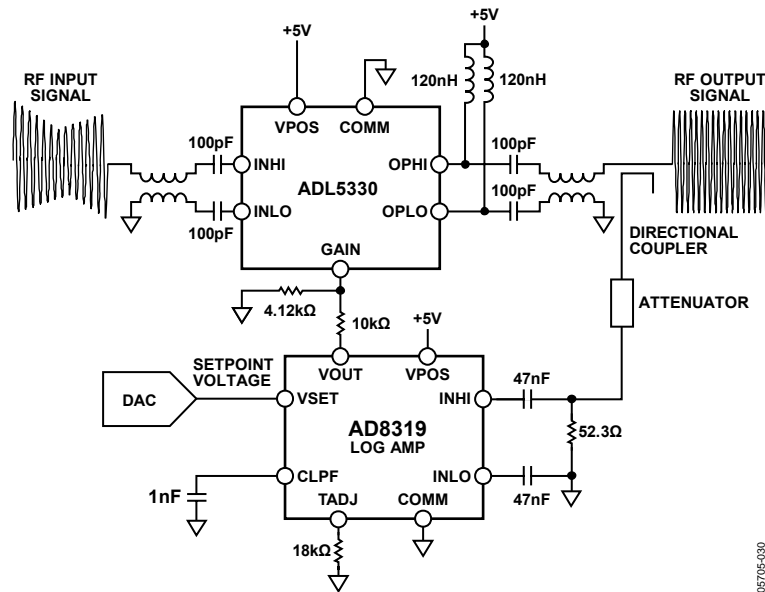 +5V
+5V
RF INPUT
SIGNAL
120nH
120nH
RF OUTPUT
SIGNAL
VPOS
COMM
100pF
100pF
INHI
OPHI
ADL5330
100pF
INLO
OPLO
100pF
DIRECTIONAL
COUPLER
GAIN
4.12kΩ
10kΩ
+5V
ATTENUATOR
SETPOINT
VOLTAGE
VOUT
VPOS
47nF
DAC
VSET
INHI
AD8319
LOG AMP
52.3Ω
CLPF
INLO
1nF
TADJ
COMM
47nF
18kΩ
05705-030